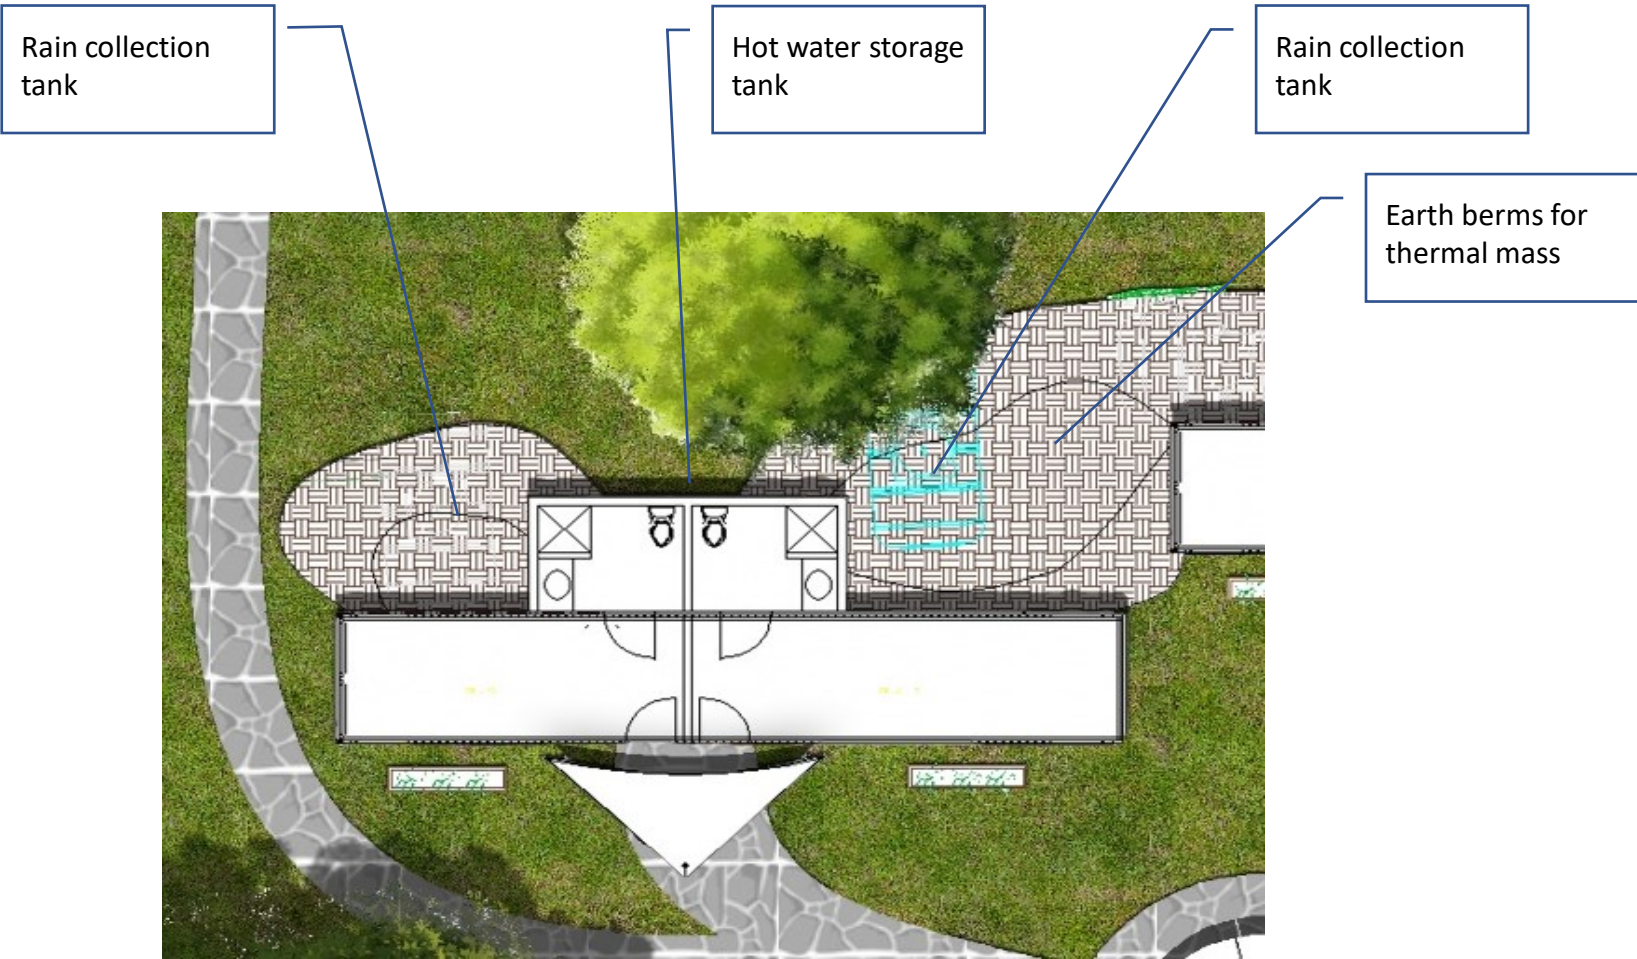 Rain collection
tank
Hot water storage
tank
Rain collection
tank
Earth berms for
thermal mass